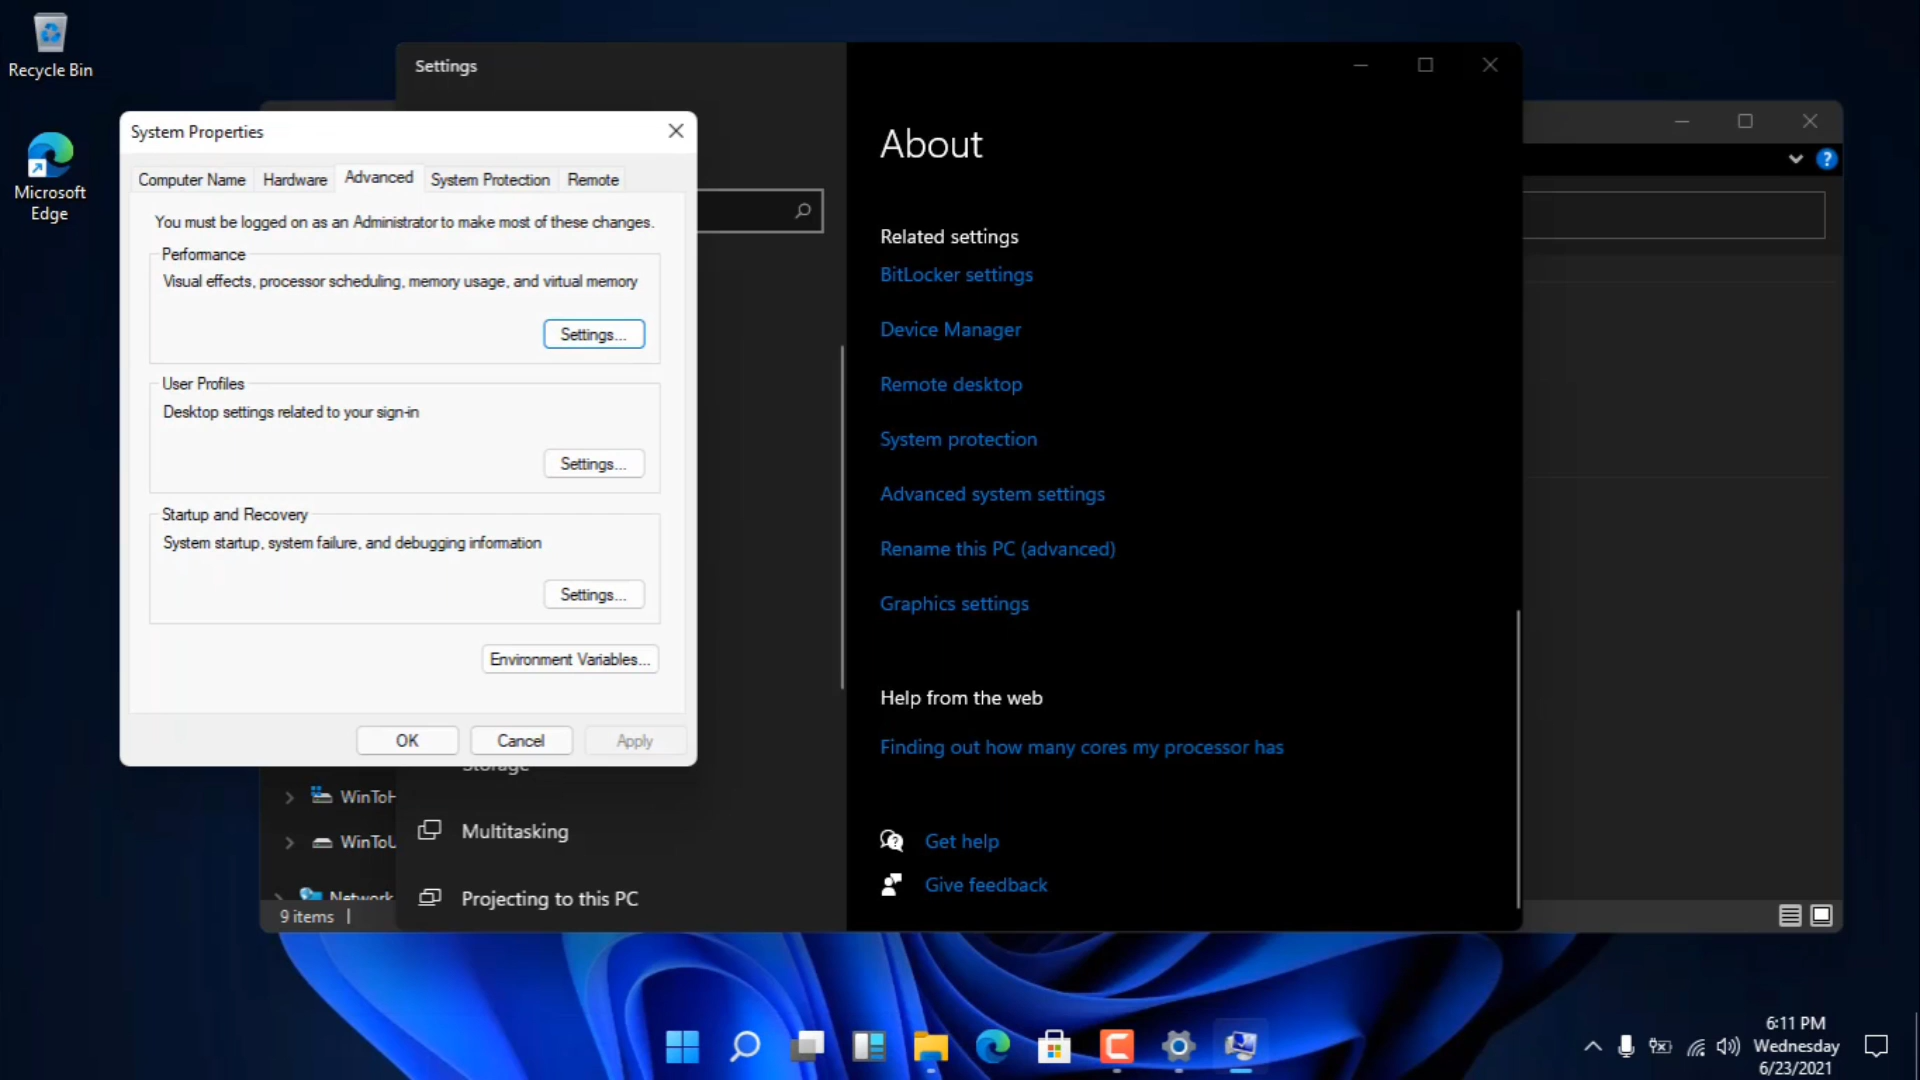 Recycle Bin
Microsoft
Edge
Settings
System Properties
Computer Name
Hardware
Advanced
System Protection
Remote
You must be logged on as an Administrator to make most of these changes.
Performance
Visual effects, processor scheduling, memory usage, and virtual memory
Settings...
User Profiles
Desktop settings related to your sign-in
Settings...
Startup and Recovery
System startup, system failure, and debugging information
Settings...
Environment Variables...
OK
Cancel
Apply
Storage
WinToH
WinToU
Network
9 items
Multitasking
Projecting to this PC
About
Related settings
BitLocker settings
Device Manager
Remote desktop
System protection
Advanced system settings
Rename this PC (advanced)
Graphics settings
Help from the web
Finding out how many cores my processor has
Get help
Give feedback
6:11 PM
Wednesday
6/23/2021